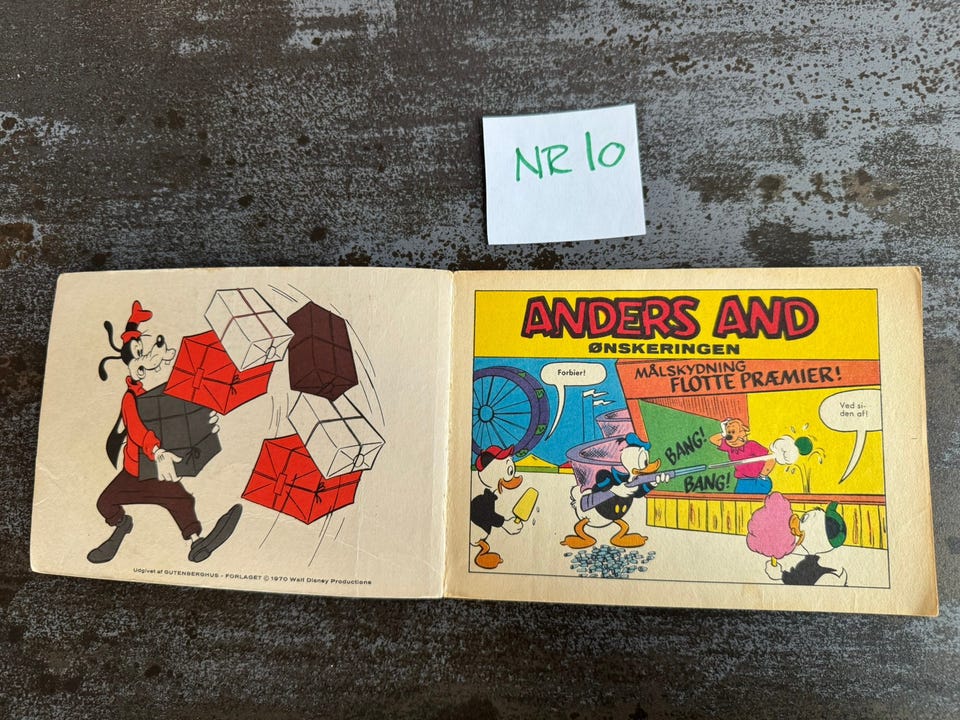 NR 10
ANDERS AND
ØNSKERINGEN
Forbier!
MÅLSKYDNING
FLOTTE PRÆMIER!
Ved si-
den af!
BANG!
BANG!
Udgivet af GUTENBERGHUS - FORLAGET © 1970 Walt Disney Productions